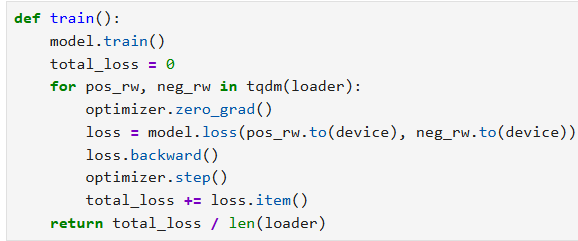 def train():
    model.train()
    total_loss = 0
    for pos_rw, neg_rw in tqdm(loader):
        optimizer.zero_grad()
        loss = model.loss(pos_rw.to(device), neg_rw.to(device))
        loss.backward()
        optimizer.step()
        total_loss += loss.item()
    return total_loss / len(loader)